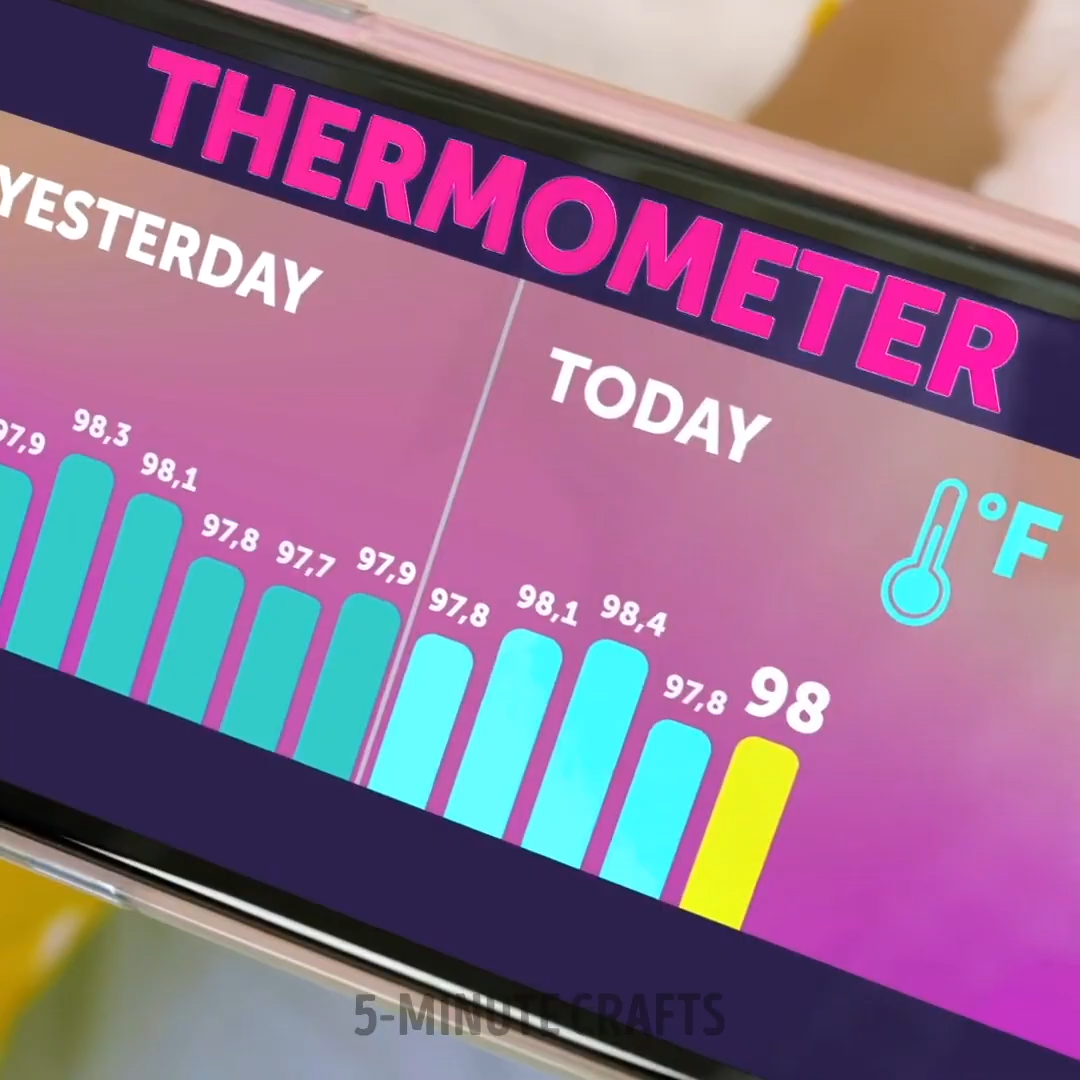 THERMOMETER
YESTERDAY
TODAY
°F
97,9
98,3
98,1
97,8
97,7
97,9
97,8
98,1
98,4
97,8
98
5-MINUTE CRAFTS